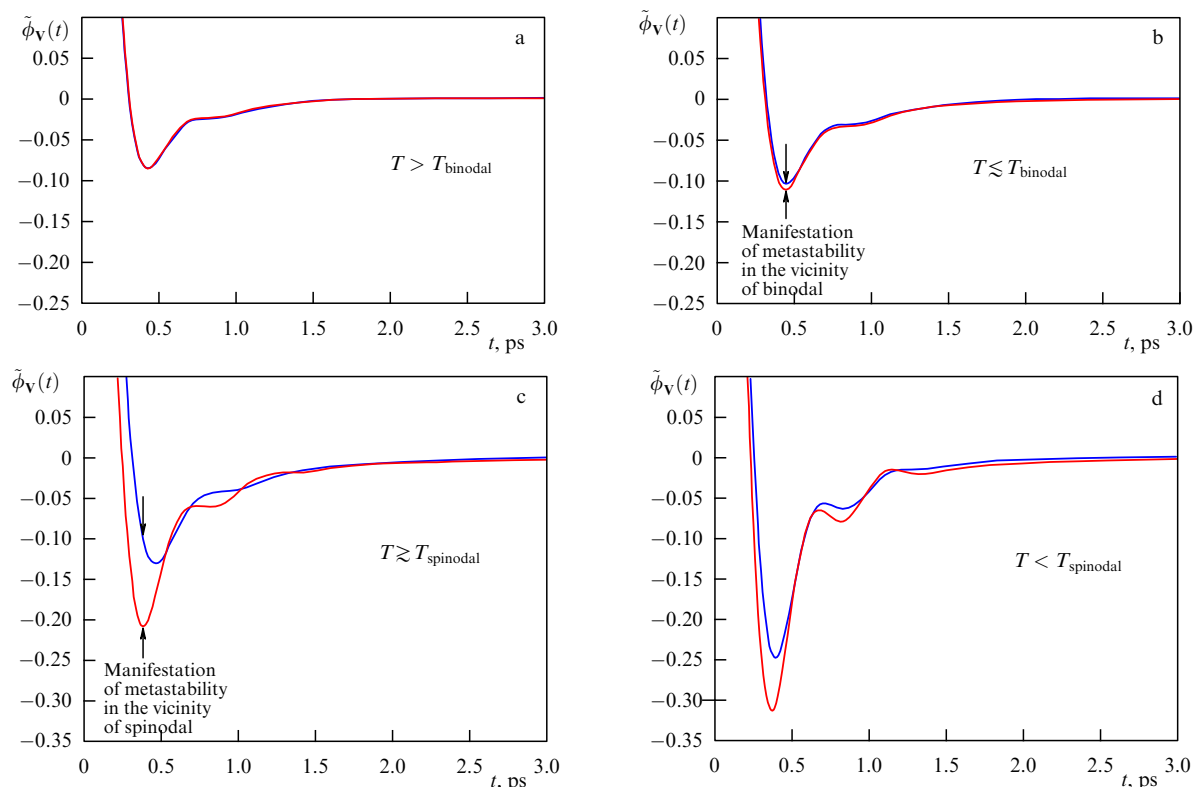 ϕ̃_V(t)
a
0.05
0
−0.05
−0.10
−0.15
−0.20
−0.25
T > T_binodal
0 0.5 1.0 1.5 2.0 2.5 3.0
t, ps
ϕ̃_V(t)
b
0.05
0
−0.05
−0.10
−0.15
−0.20
−0.25
T ≲ T_binodal
Manifestation
of metastability
in the vicinity
of binodal
0 0.5 1.0 1.5 2.0 2.5 3.0
t, ps
ϕ̃_V(t)
c
0.05
0
−0.05
−0.10
−0.15
−0.20
−0.25
−0.30
−0.35
T ≳ T_spinodal
Manifestation
of metastability
in the vicinity
of spinodal
0 0.5 1.0 1.5 2.0 2.5 3.0
t, ps
ϕ̃_V(t)
d
0.05
0
−0.05
−0.10
−0.15
−0.20
−0.25
−0.30
−0.35
T < T_spinodal
0 0.5 1.0 1.5 2.0 2.5 3.0
t, ps